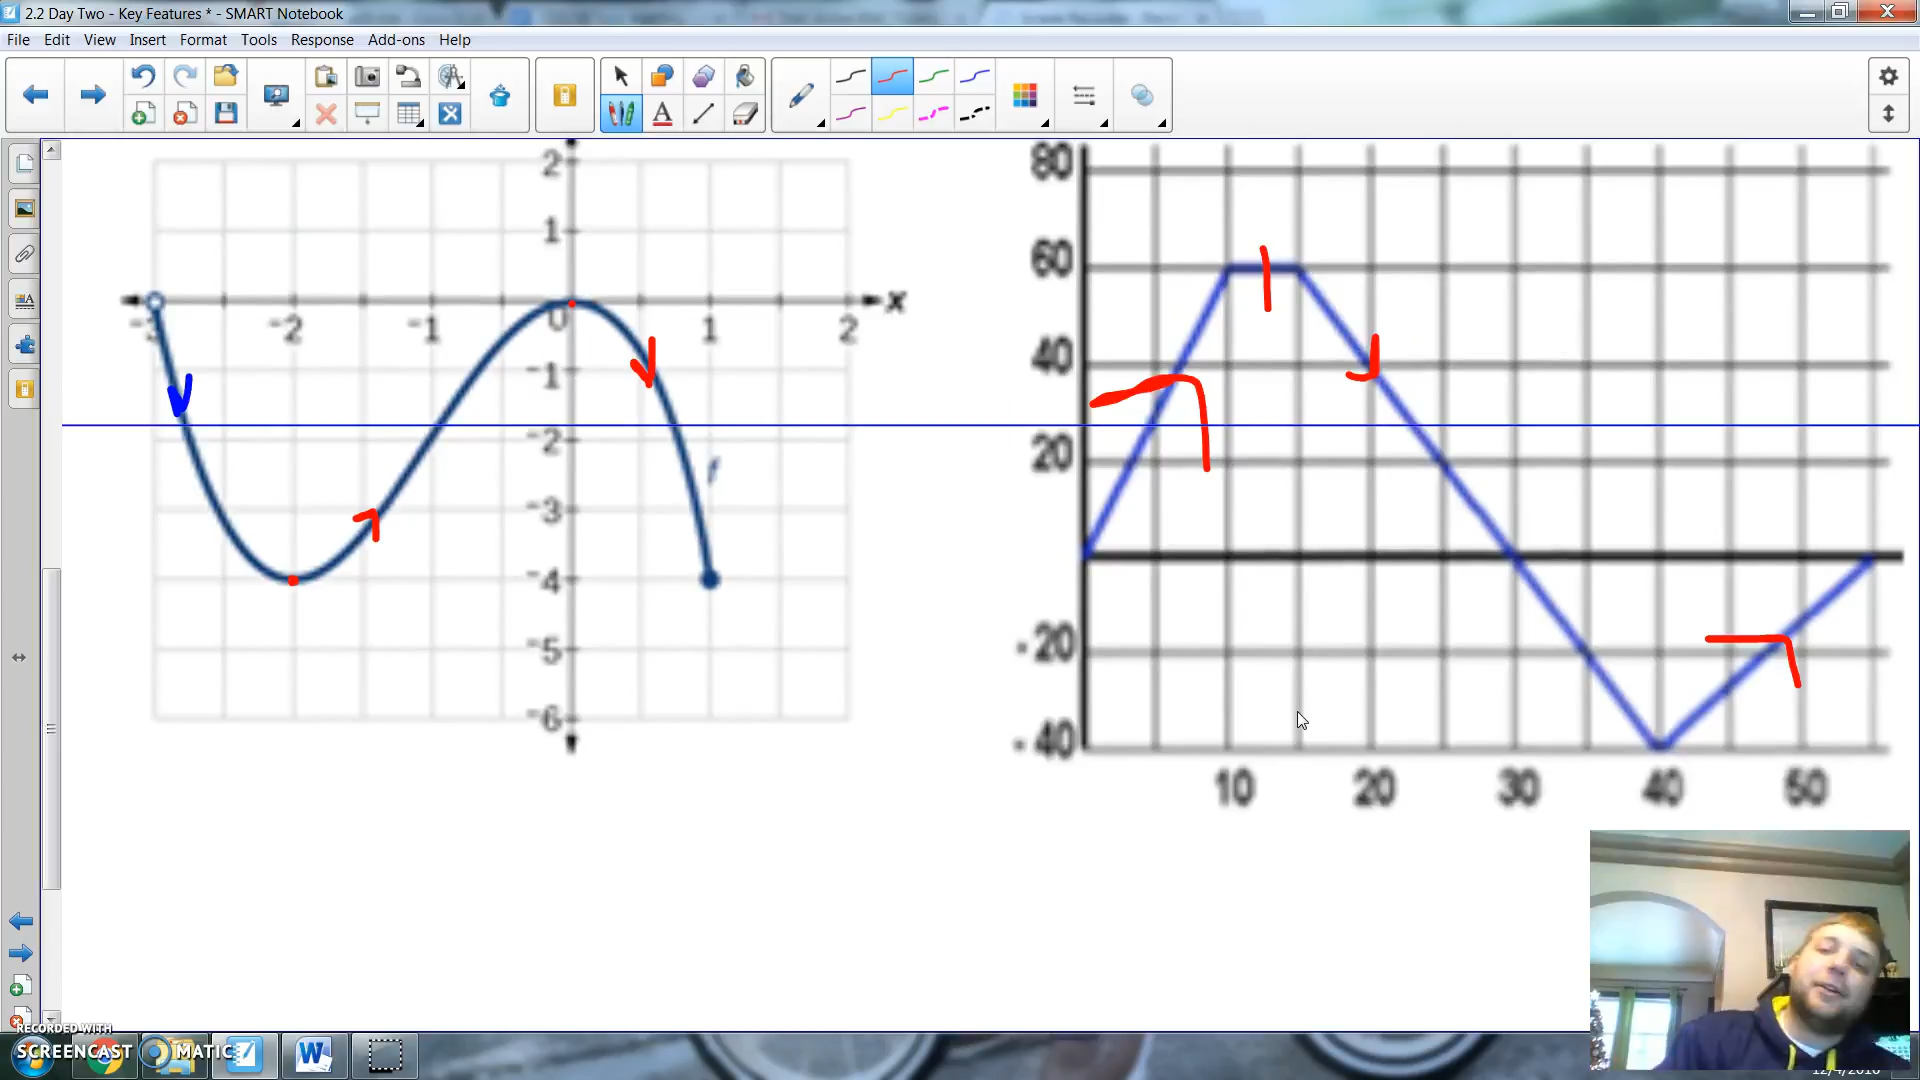 2.2 Day Two - Key Features * - SMART Notebook
File Edit View Insert Format Tools Response Add-ons Help
2
1
-3 -2 -1 0 1 2 x
-1
-2
-3
-4
-5
-6
f
80
60
40
20
-20
-40
10 20 30 40 50
RECORDED WITH
SCREENCAST MATIC